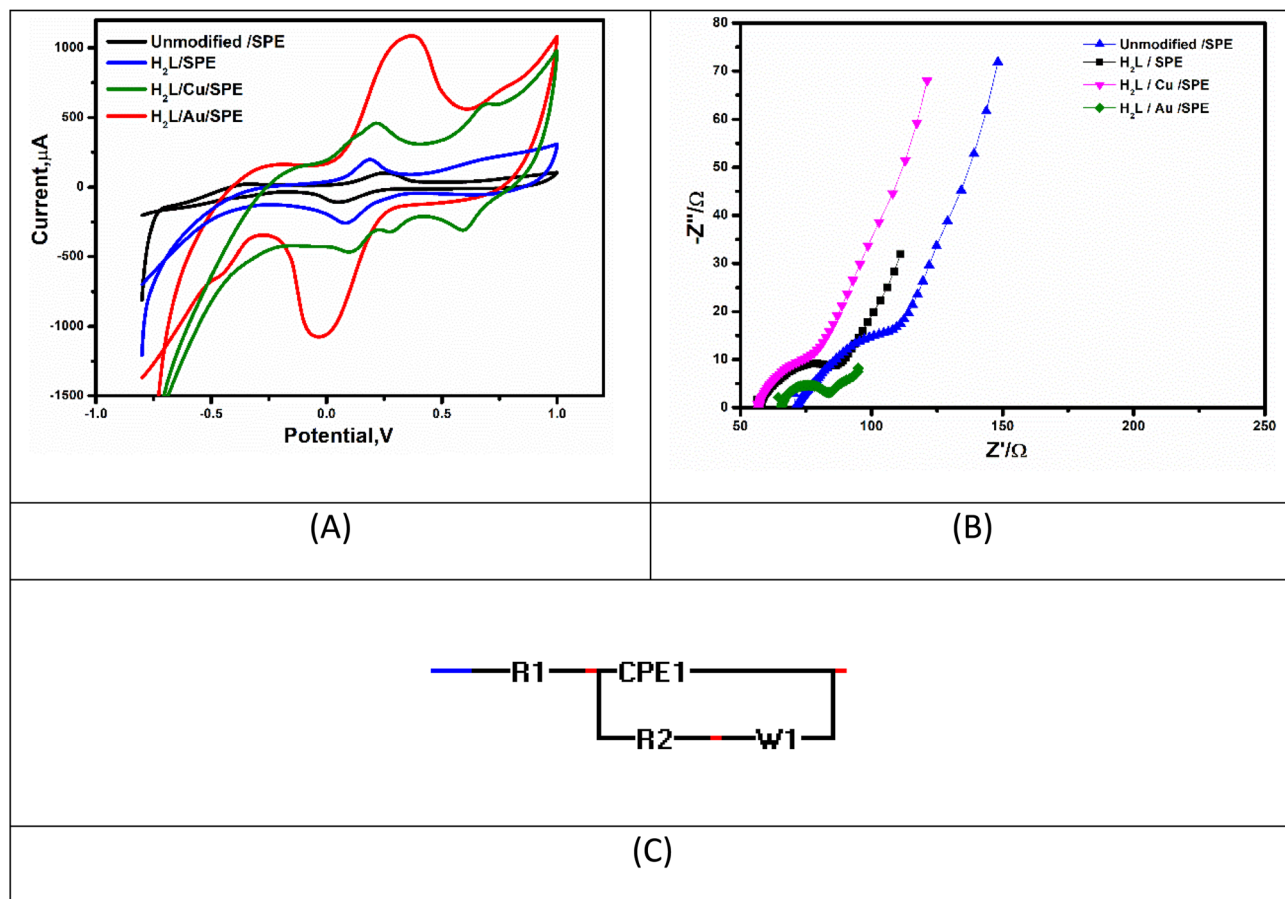 1000
500
0
-500
-1000
-1500
-1.0
-0.5
0.0
0.5
1.0
Current,μA
Potential,V
Unmodified /SPE
H₂L/SPE
H₂L/Cu/SPE
H₂L/Au/SPE
80
70
60
50
40
30
20
10
0
50
100
150
200
250
-Z''/Ω
Z'/Ω
Unmodified /SPE
H₂L / SPE
H₂L / Cu /SPE
H₂L / Au /SPE
(A)
(B)
R1
CPE1
R2
W1
(C)